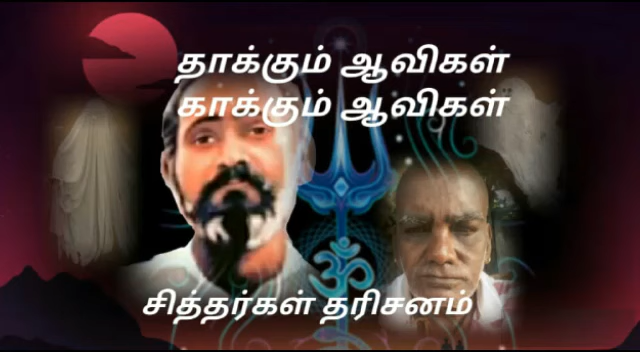 தாக்கும் ஆவிகள்
காக்கும் ஆவிகள்
ௐ
சித்தர்கள் தரிசனம்